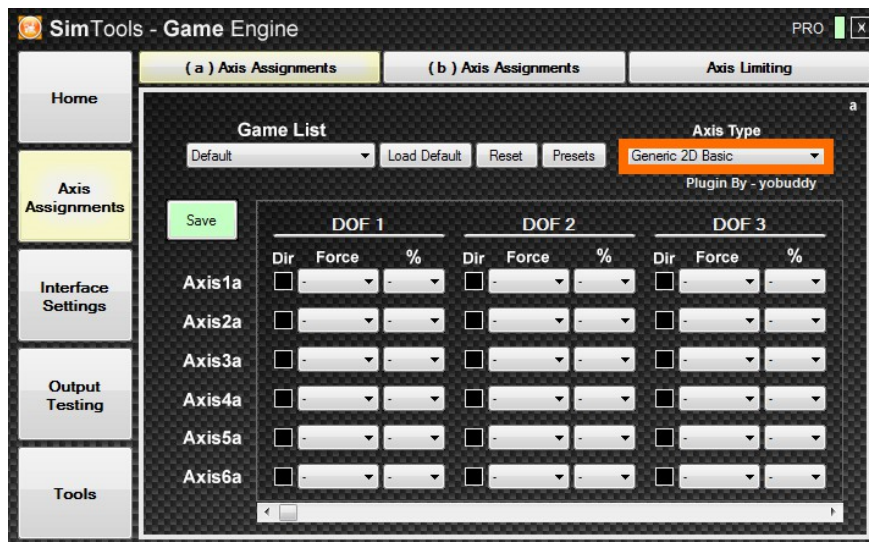 SimTools - Game Engine PRO X
( a ) Axis Assignments ( b ) Axis Assignments Axis Limiting
Home
a
Game List Axis Type
Default Load Default Reset Presets Generic 2D Basic
Plugin By - yobuddy
Axis Assignments
Save DOF 1 DOF 2 DOF 3
Dir Force % Dir Force % Dir Force %
Interface Settings
Axis1a - - - - - -
Axis2a - - - - - -
Axis3a - - - - - -
Output Testing
Axis4a - - - - - -
Axis5a - - - - - -
Axis6a - - - - - -
Tools